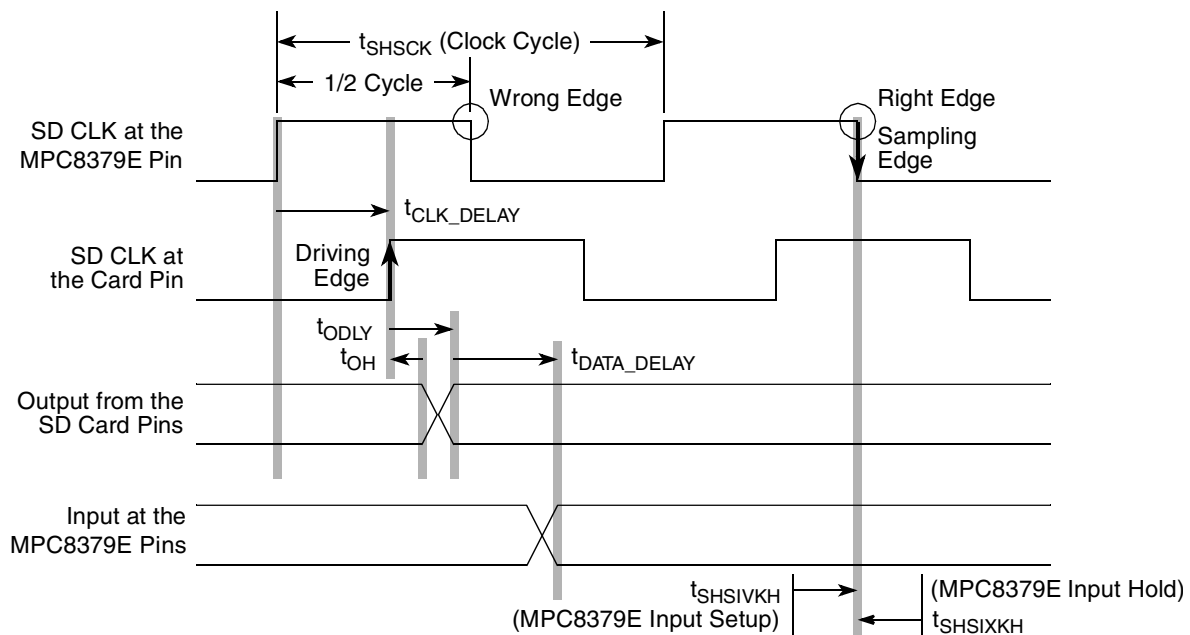 tSHSCK (Clock Cycle)
1/2 Cycle
Wrong Edge
Right Edge
SD CLK at the
MPC8379E Pin
Sampling
Edge
tCLK_DELAY
SD CLK at
the Card Pin
Driving
Edge
tODLY
tOH
tDATA_DELAY
Output from the
SD Card Pins
Input at the
MPC8379E Pins
tSHSIVKH
(MPC8379E Input Setup)
(MPC8379E Input Hold)
tSHSIXKH